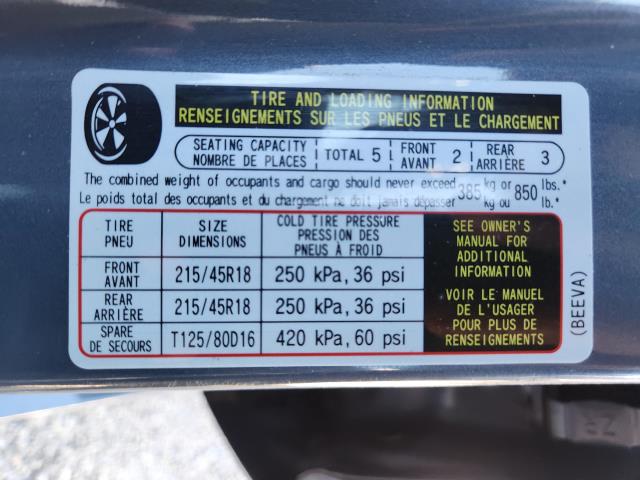 TIRE AND LOADING INFORMATION
RENSEIGNEMENTS SUR LES PNEUS ET LE CHARGEMENT
SEATING CAPACITY
NOMBRE DE PLACES
TOTAL 5
FRONT
AVANT 2
REAR
ARRIÈRE 3
The combined weight of occupants and cargo should never exceed 385 kg or 850 lbs.*
Le poids total des occupants et du chargement ne doit jamais dépasser kg ou lb.*
TIRE
PNEU
SIZE
DIMENSIONS
COLD TIRE PRESSURE
PRESSION DES
PNEUS À FROID
FRONT
AVANT
215/45R18
250 kPa, 36 psi
REAR
ARRIÈRE
215/45R18
250 kPa, 36 psi
SPARE
DE SECOURS
T125/80D16
420 kPa, 60 psi
SEE OWNER'S
MANUAL FOR
ADDITIONAL
INFORMATION
VOIR LE MANUEL
DE L'USAGER
POUR PLUS DE
RENSEIGNEMENTS
(BEEVA)